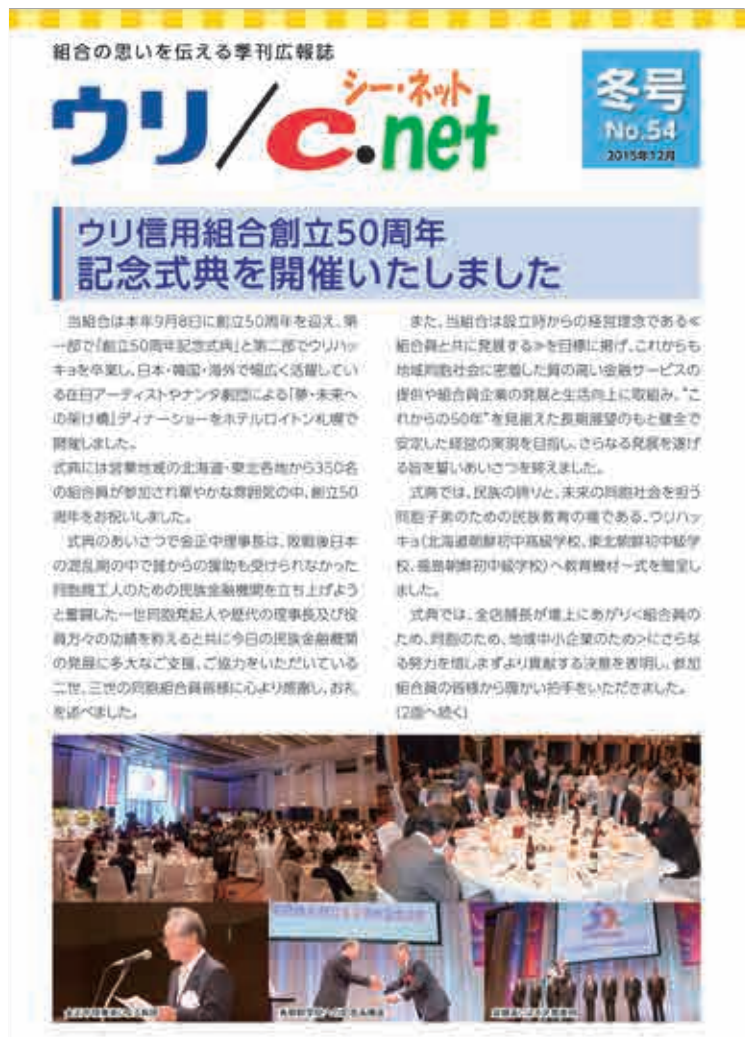 組合の思いを伝える季刊広報誌
シー・ネット
ウリ/c.net
冬号
No.54
2015年12月
ウリ信用組合創立50周年
記念式典を開催いたしました
当組合は本年9月8日に創立50周年を迎え、第
一部で「創立50周年記念式典」と第二部でウリハッ
キョを卒業し、日本・韓国・海外で幅広く活躍してい
る在日アーティストやナンタ劇団による「夢・未来へ
の架け橋」ディナーショーをホテルロイトン札幌で
開催しました。
式典には営業地域の北海道・東北各地から350名
の組合員が参加され華やかな雰囲気の中、創立50
周年をお祝いしました。
式典のあいさつで金正中理事長は、敗戦後日本
の混乱期の中で誰からの援助も受けられなかった
同胞商工人のための民族金融機関を立ち上げよう
と奮闘した一世同胞発起人や歴代の理事長及び役
員方々の功績を称えると共に今日の民族金融機関
の発展に多大なご支援、ご協力をいただいている
二世、三世の同胞組合員皆様に心より感謝し、お礼
を述べました。
また、当組合は設立時からの経営理念である≪
組合員と共に発展する≫を目標に掲げ、これからも
地域同胞社会に密着した質の高い金融サービスの
提供や組合員企業の発展と生活向上に取組み、"こ
れからの50年"を見据えた長期展望のもと健全で
安定した経営の実現を目指し、さらなる発展を遂げ
る旨を誓いあいさつを終えました。
式典では、民族の誇りと、未来の同胞社会を担う
同胞子弟のための民族教育の場である、ウリハッ
キョ(北海道朝鮮初中高級学校、東北朝鮮初中級学
校、福島朝鮮初中級学校)へ教育機材一式を贈呈し
ました。
式典では、全店舗長が壇上にあがり<組合員の
ため、同胞のため、地域中小企業のため>にさらな
る努力を惜しまずより貢献する決意を表明し、参加
組合員の皆様から暖かい拍手をいただきました。
(2面へ続く)